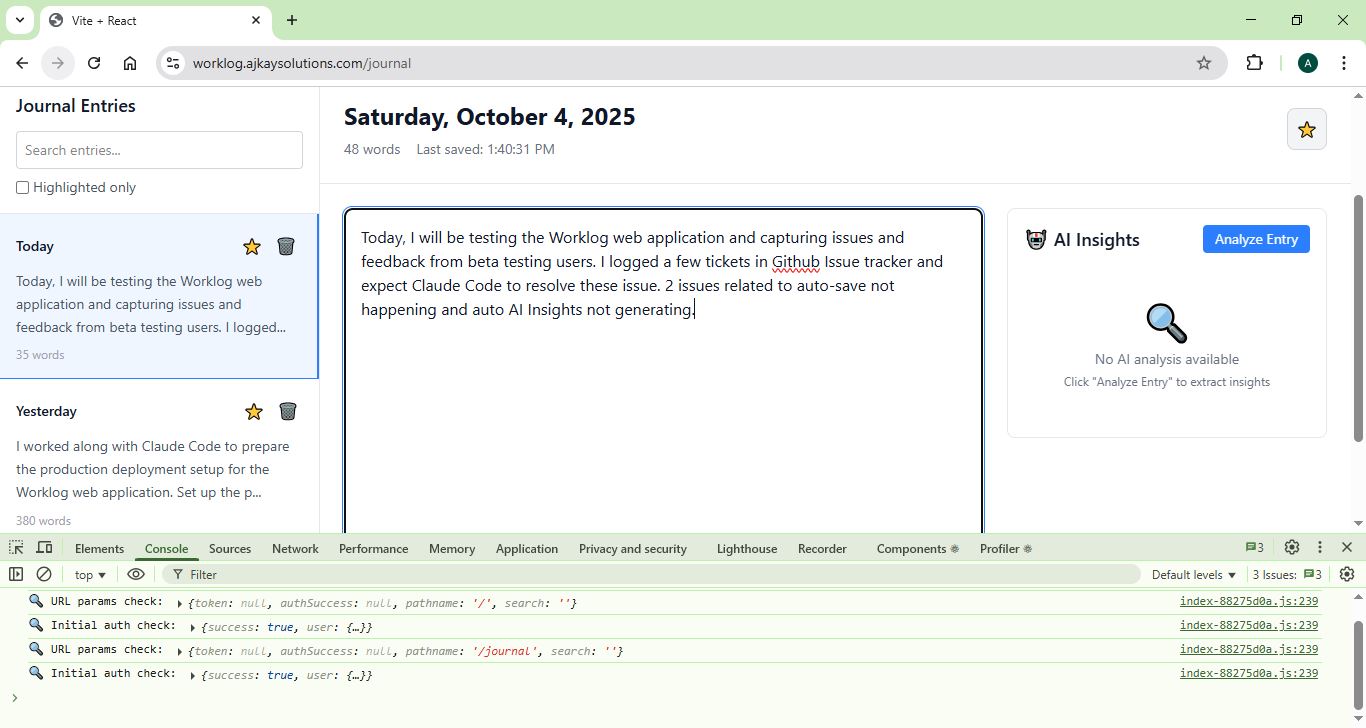 Vite + React
worklog.ajkaysolutions.com/journal
A
Journal Entries
Search entries...
Highlighted only
Today
Today, I will be testing the Worklog web
application and capturing issues and
feedback from beta testing users. I logged...
35 words
Yesterday
I worked along with Claude Code to prepare
the production deployment setup for the
Worklog web application. Set up the p...
380 words
Saturday, October 4, 2025
48 words Last saved: 1:40:31 PM
Today, I will be testing the Worklog web application and capturing issues and
feedback from beta testing users. I logged a few tickets in Github Issue tracker and
expect Claude Code to resolve these issue. 2 issues related to auto-save not
happening and auto AI Insights not generating.
AI Insights Analyze Entry
No AI analysis available
Click "Analyze Entry" to extract insights
Elements Console Sources Network Performance Memory Application Privacy and security Lighthouse Recorder Components Profiler 3
top Filter Default levels 3 Issues: 3
URL params check: {token: null, authSuccess: null, pathname: '/', search: ''} index-88275d0a.js:239
Initial auth check: {success: true, user: {…}} index-88275d0a.js:239
URL params check: {token: null, authSuccess: null, pathname: '/journal', search: ''} index-88275d0a.js:239
Initial auth check: {success: true, user: {…}} index-88275d0a.js:239